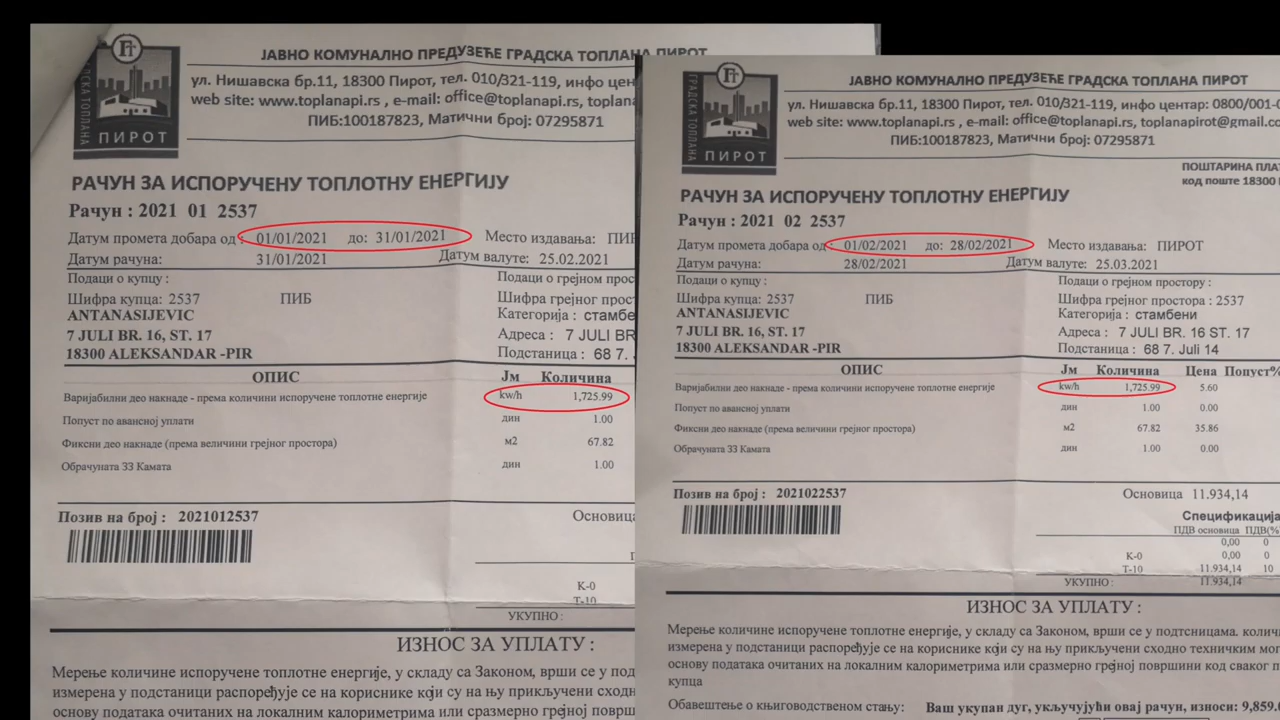 Fт
ГРАДСКА ТОПЛАНА
ПИРОТ
ЈАВНО КОМУНАЛНО ПРЕДУЗЕЋЕ ГРАДСКА ТОПЛАНА ПИРОТ
ул. Нишавска бр.11, 18300 Пирот, тел. 010/321-119, инфо цен
web site: www.toplanapi.rs , e-mail: office@toplanapi.rs, toplana
ПИБ:100187823, Матични број: 07295871
РАЧУН ЗА ИСПОРУЧЕНУ ТОПЛОТНУ ЕНЕРГИЈУ
Рачун : 2021 01 2537
Датум промета добара од : 01/01/2021 до: 31/01/2021 Место издавања: ПИ
Датум рачуна: 31/01/2021 Датум валуте: 25.02.2021
Подаци о купцу: Подаци о грејном прос
Шифра купца: 2537 ПИБ Шифра грејног прост
ANTANASIJEVIC Категорија : стамбе
7 JULI BR. 16, ST. 17 Адреса : 7 JULI BR
18300 ALEKSANDAR -PIR Подстаница : 68 7.
ОПИС Јм Количина
Варијабилни део накнаде - према количини испоручене топлотне енергије kw/h 1,725.99
Попуст по авансној уплати дин 1.00
Фиксни део накнаде (према величини грејног простора) м2 67.82
Обрачуната ЗЗ Камата дин 1.00
Позив на број : 2021012537 Основиц
К-0
Т-10
УКУПНО :
ИЗНОС ЗА УПЛАТУ :
Мерење количине испоручене топлотне енергије, у складу са Законом, врши се у под
измерена у подстаници распоређује се на кориснике који су на њу прикључени сходн
основу података очитаних на локалним калориметрима или сразмерно грејној површ
Fт
ГРАДСКА ТОПЛАНА
ПИРОТ
ЈАВНО КОМУНАЛНО ПРЕДУЗЕЋЕ ГРАДСКА ТОПЛАНА ПИРОТ
ул. Нишавска бр.11, 18300 Пирот, тел. 010/321-119, инфо центар: 0800/001-0
web site: www.toplanapi.rs , e-mail: office@toplanapi.rs, toplanapirot@gmail.co
ПИБ:100187823, Матични број: 07295871
ПОШТАРИНА ПЛА
код поште 18300
РАЧУН ЗА ИСПОРУЧЕНУ ТОПЛОТНУ ЕНЕРГИЈУ
Рачун : 2021 02 2537
Датум промета добара од : 01/02/2021 до: 28/02/2021 Место издавања: ПИРОТ
Датум рачуна: 28/02/2021 Датум валуте: 25.03.2021
Подаци о купцу: Подаци о грејном простору :
Шифра купца: 2537 ПИБ Шифра грејног простора : 2537
ANTANASIJEVIC Категорија : стамбени
7 JULI BR. 16, ST. 17 Адреса : 7 JULI BR. 16 ST. 17
18300 ALEKSANDAR -PIR Подстаница : 68 7. Juli 14
ОПИС Јм Количина Цена Попуст%
Варијабилни део накнаде - према количини испоручене топлотне енергије kw/h 1,725.99 5.60
Попуст по авансној уплати дин 1.00 0.00
Фиксни део накнаде (према величини грејног простора) м2 67.82 35.86
Обрачуната ЗЗ Камата дин 1.00 0.00
Позив на број : 2021022537 Основица 11.934,14
Спецификација
ПДВ основица ПДВ(%
0,00 0
К-0 0,00 0
Т-10 11.934,14 10
УКУПНО : 11.934,14
ИЗНОС ЗА УПЛАТУ :
Мерење количине испоручене топлотне енергије, у складу са Законом, врши се у подтсницама. колич
измерена у подстаници распоређује се на кориснике који су на њу прикључени сходно техничким мог
основу података очитаних на локалним калориметрима или сразмерно грејној површини код сваког п
купца
Обавештење о књиговодственом стању: Ваш укупан дуг, укључујући овај рачун, износи: 9,859.0